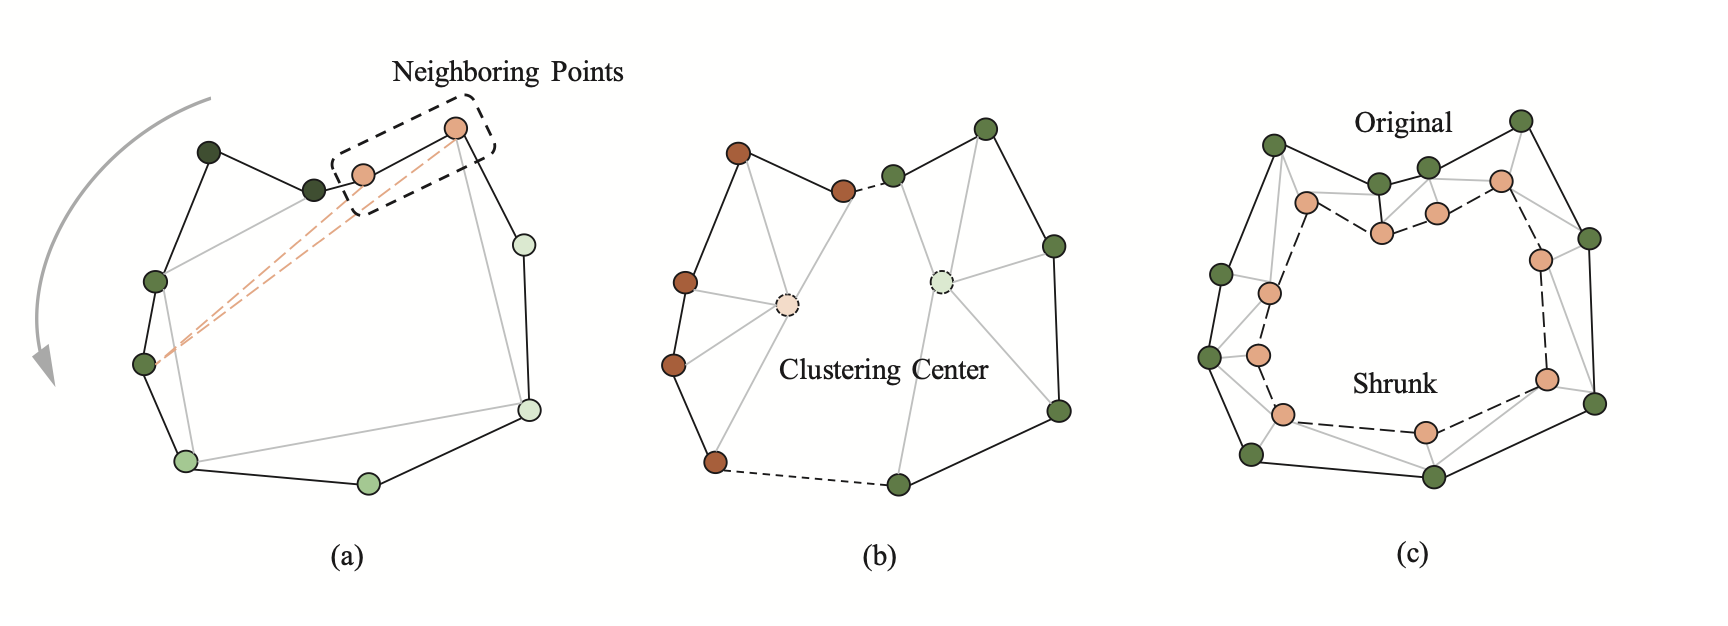 Neighboring Points
Original
Clustering Center
Shrunk
(a)
(b)
(c)